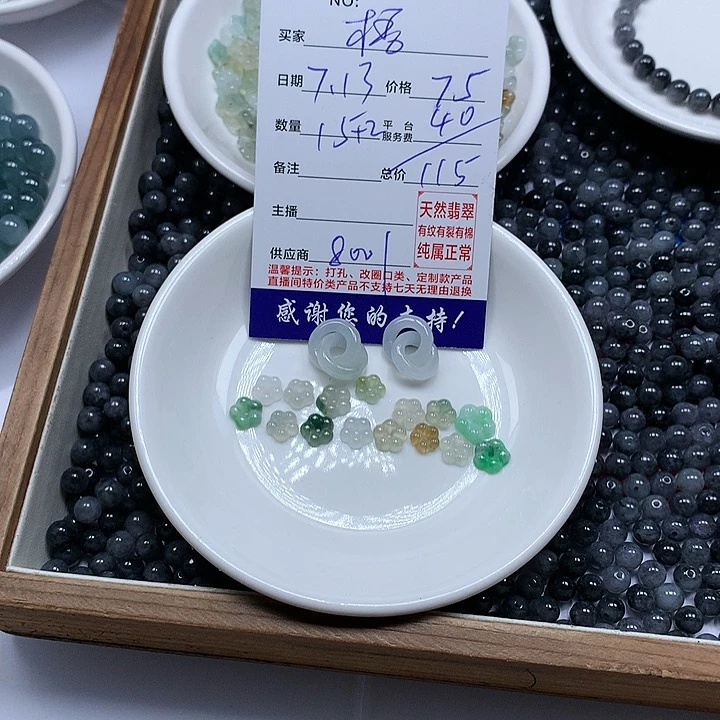 NO:
买家 梧
日期 7.13 价格 75
数量 15+2 平台服务费 40
备注 总价 115
主播
天然翡翠
有纹有裂有棉
纯属正常
供应商 8001
温馨提示：打孔、改圈口类、定制款产品
直播间特价类产品不支持七天无理由退换
感谢您的支持！